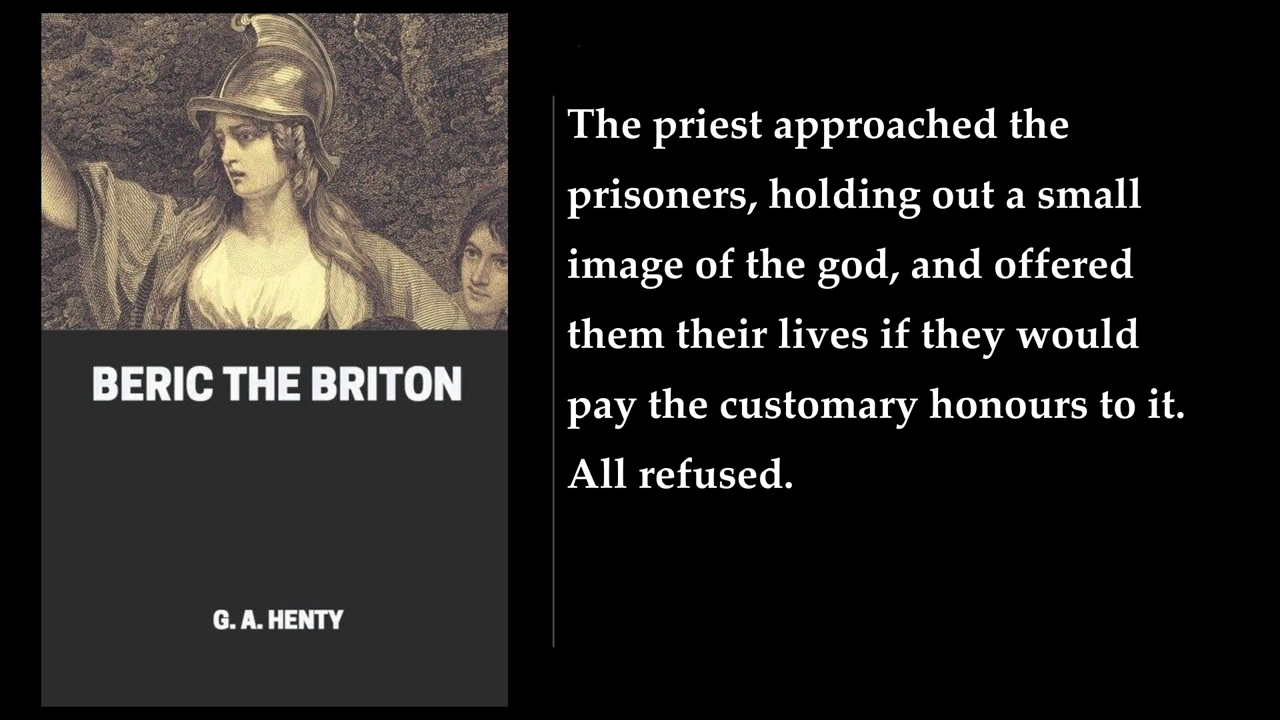 BERIC THE BRITON
G. A. HENTY
The priest approached the
prisoners, holding out a small
image of the god, and offered
them their lives if they would
pay the customary honours to it.
All refused.